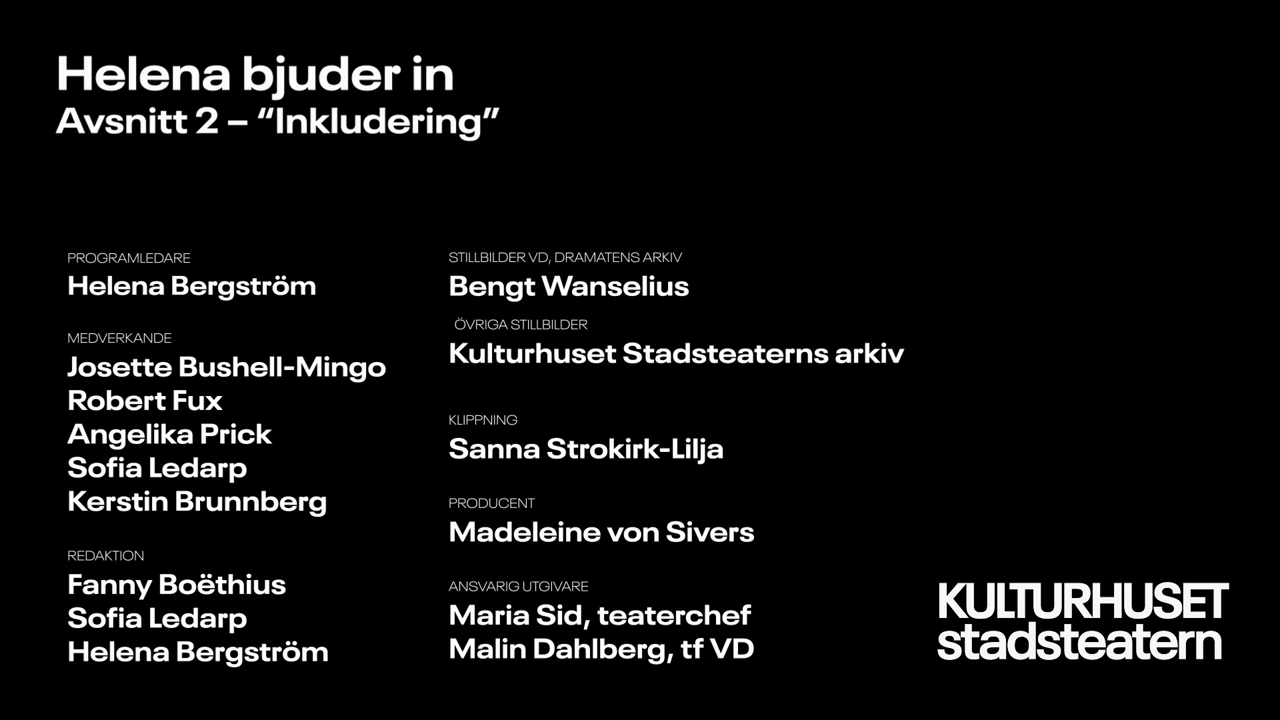 Helena bjuder in
Avsnitt 2 – “Inkludering”
PROGRAMLEDARE
Helena Bergström
MEDVERKANDE
Josette Bushell-Mingo
Robert Fux
Angelika Prick
Sofia Ledarp
Kerstin Brunnberg
REDAKTION
Fanny Boëthius
Sofia Ledarp
Helena Bergström
STILLBILDER VD, DRAMATENS ARKIV
Bengt Wanselius
ÖVRIGA STILLBILDER
Kulturhuset Stadsteaterns arkiv
KLIPPNING
Sanna Strokirk-Lilja
PRODUCENT
Madeleine von Sivers
ANSVARIG UTGIVARE
Maria Sid, teaterchef
Malin Dahlberg, tf VD
KULTURHUSET
stadsteatern